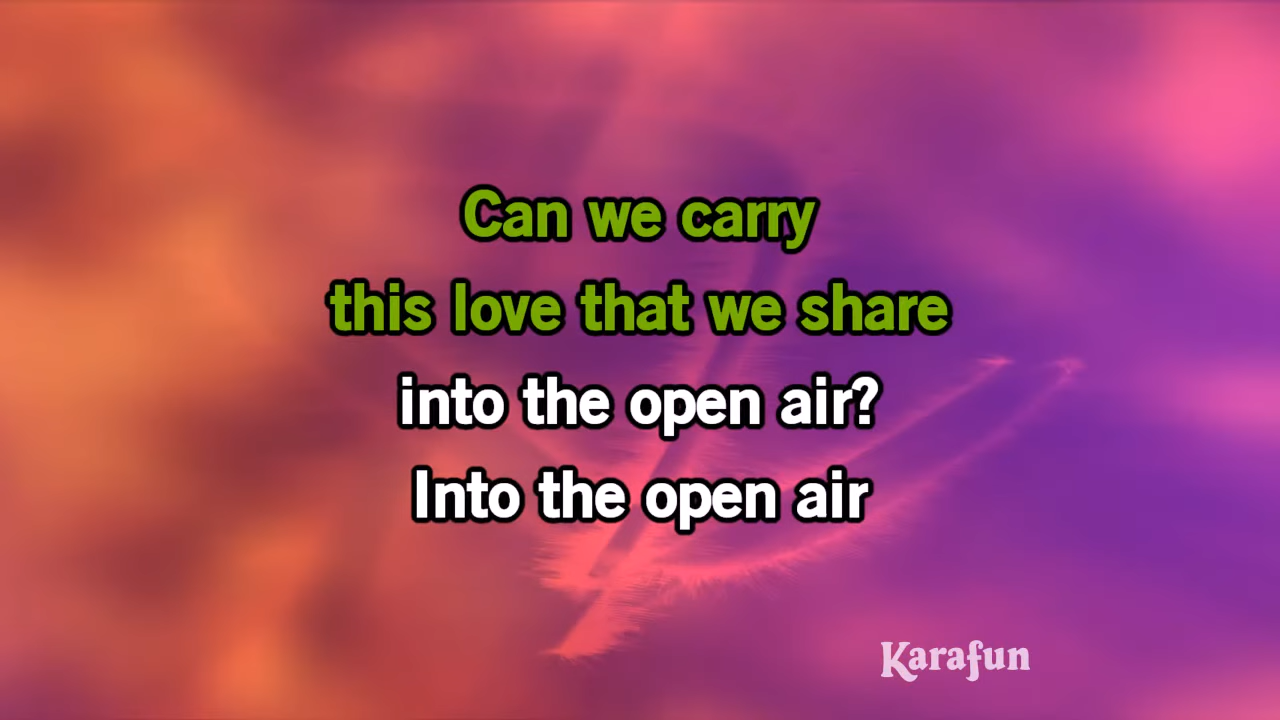 Can we carry
this love that we share
into the open air?
Into the open air
Karafun